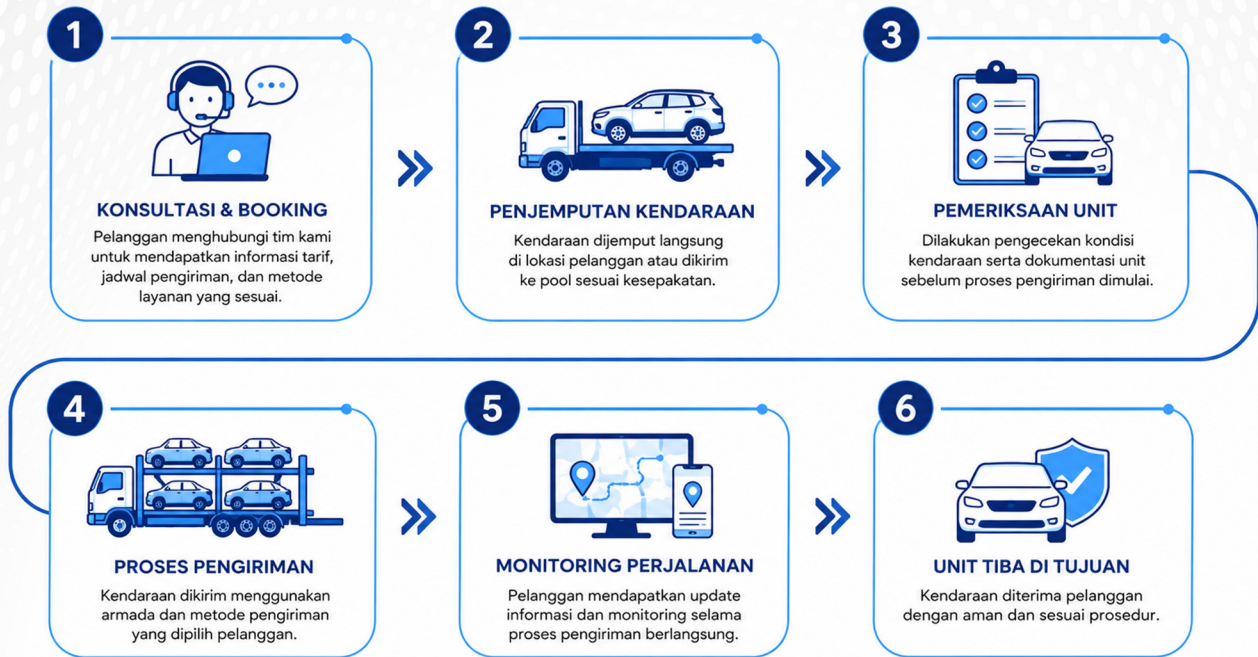 1
KONSULTASI & BOOKING
Pelanggan menghubungi tim kami
untuk mendapatkan informasi tarif,
jadwal pengiriman, dan metode
layanan yang sesuai.
2
PENJEMPUTAN KENDARAAN
Kendaraan dijemput langsung
di lokasi pelanggan atau dikirim
ke pool sesuai kesepakatan.
3
PEMERIKSAAN UNIT
Dilakukan pengecekan kondisi
kendaraan serta dokumentasi unit
sebelum proses pengiriman dimulai.
4
PROSES PENGIRIMAN
Kendaraan dikirim menggunakan
armada dan metode pengiriman
yang dipilih pelanggan.
5
MONITORING PERJALANAN
Pelanggan mendapatkan update
informasi dan monitoring selama
proses pengiriman berlangsung.
6
UNIT TIBA DI TUJUAN
Kendaraan diterima pelanggan
dengan aman dan sesuai prosedur.